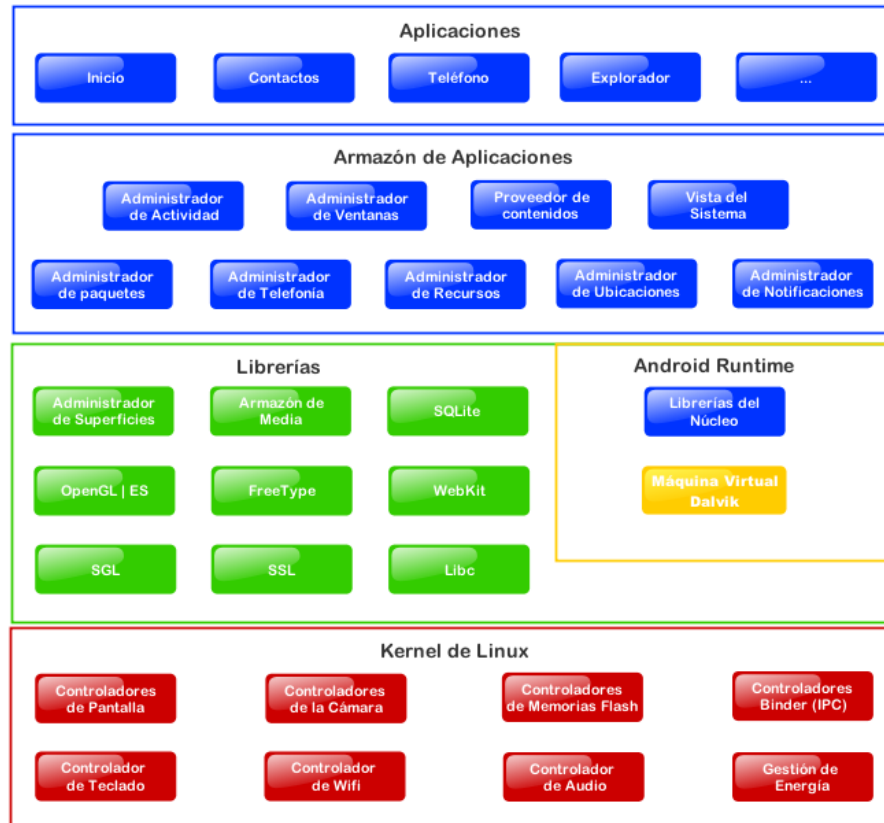 Aplicaciones
Inicio
Contactos
Teléfono
Explorador
...
Armazón de Aplicaciones
Administrador
de Actividad
Administrador
de Ventanas
Proveedor de
contenidos
Vista del
Sistema
Administrador
de paquetes
Administrador
de Telefonía
Administrador
de Recursos
Administrador
de Ubicaciones
Administrador
de Notificaciones
Librerías
Administrador
de Superficies
Armazón de
Media
SQLite
OpenGL | ES
FreeType
WebKit
SGL
SSL
Libc
Android Runtime
Librerías del
Núcleo
Máquina Virtual
Dalvik
Kernel de Linux
Controladores
de Pantalla
Controladores
de la Cámara
Controladores
de Memorias Flash
Controladores
Binder (IPC)
Controlador
de Teclado
Controlador
de Wifi
Controlador
de Audio
Gestión de
Energía